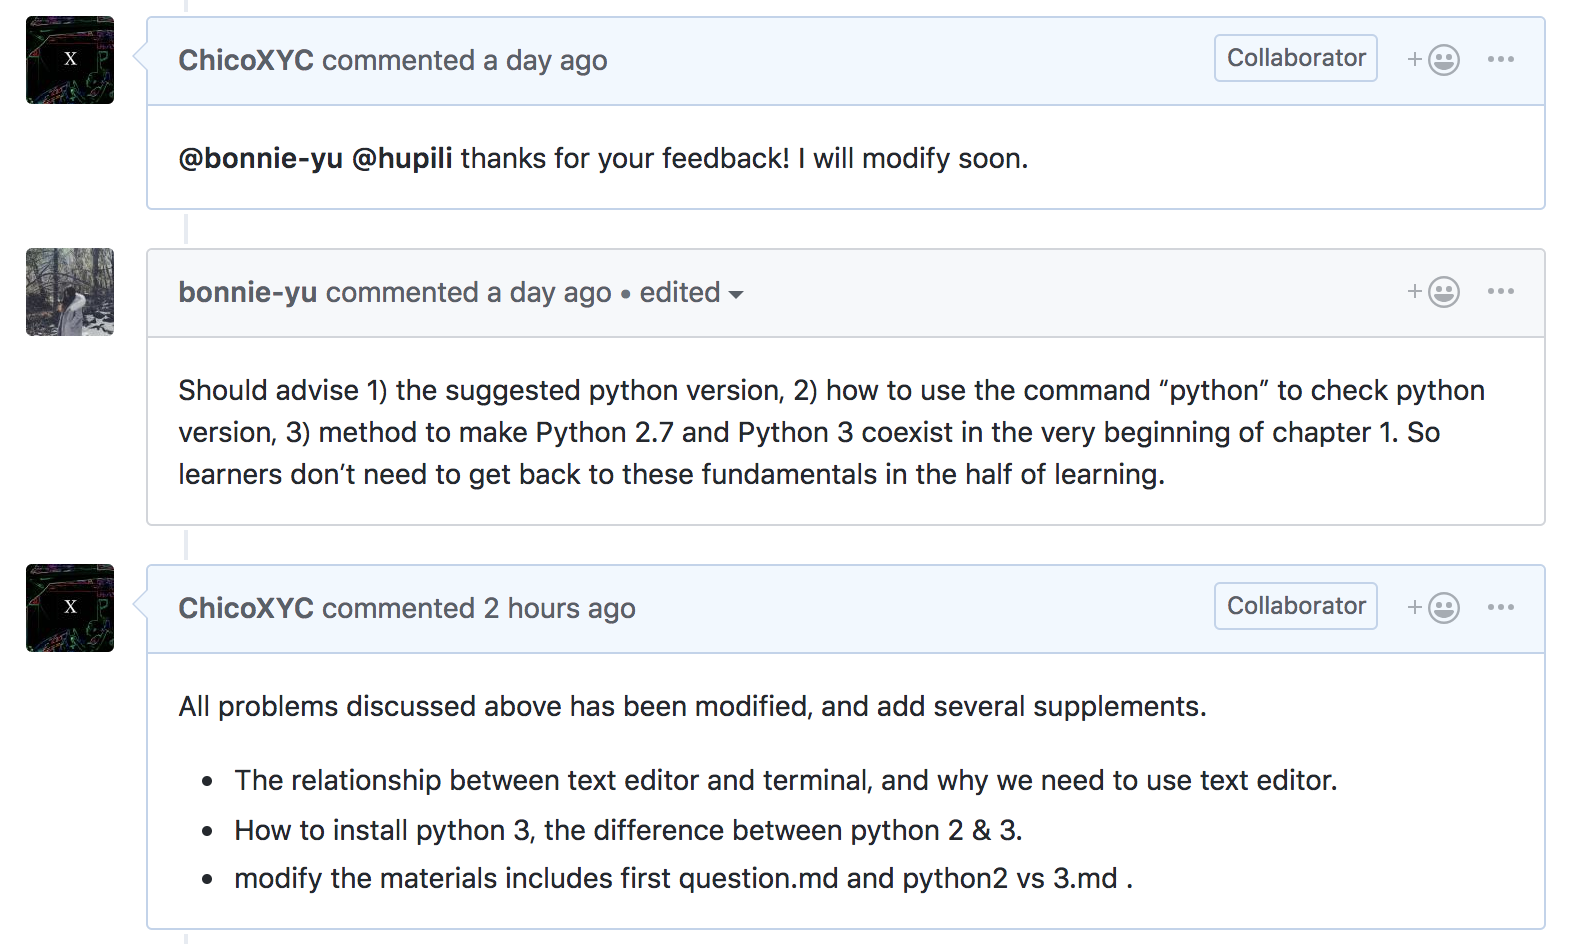 X
ChicoXYC commented a day ago
Collaborator
+
@bonnie-yu @hupili thanks for your feedback! I will modify soon.
bonnie-yu commented a day ago • edited
+
Should advise 1) the suggested python version, 2) how to use the command “python” to check python
version, 3) method to make Python 2.7 and Python 3 coexist in the very beginning of chapter 1. So
learners don’t need to get back to these fundamentals in the half of learning.
X
ChicoXYC commented 2 hours ago
Collaborator
+
All problems discussed above has been modified, and add several supplements.
• The relationship between text editor and terminal, and why we need to use text editor.
• How to install python 3, the difference between python 2 & 3.
• modify the materials includes first question.md and python2 vs 3.md .